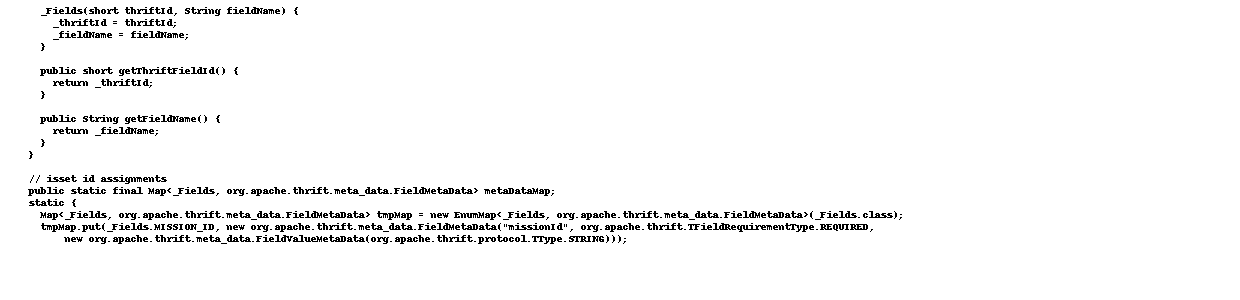 _Fields(short thriftId, String fieldName) {
_thriftId = thriftId;
_fieldName = fieldName;
}
public short getThriftFieldId() {
return _thriftId;
}
public String getFieldName() {
return _fieldName;
}
}
// isset id assignments
public static final Map<_Fields, org.apache.thrift.meta_data.FieldMetaData> metaDataMap;
static {
Map<_Fields, org.apache.thrift.meta_data.FieldMetaData> tmpMap = new EnumMap<_Fields, org.apache.thrift.meta_data.FieldMetaData>(_Fields.class);
tmpMap.put(_Fields.MISSION_ID, new org.apache.thrift.meta_data.FieldMetaData("missionId", org.apache.thrift.TFieldRequirementType.REQUIRED,
new org.apache.thrift.meta_data.FieldValueMetaData(org.apache.thrift.protocol.TType.STRING)));